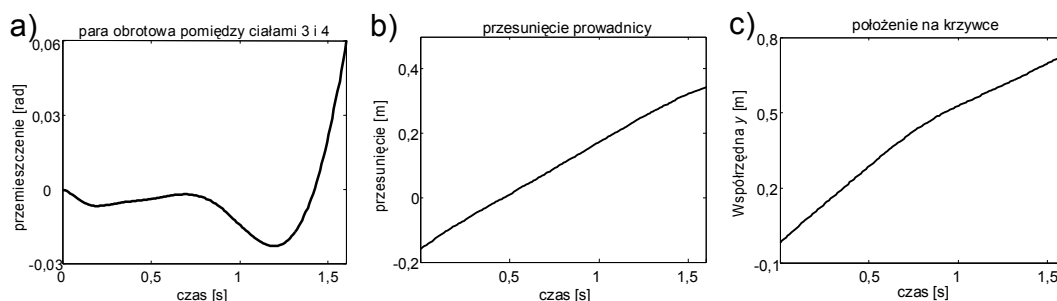 a)
para obrotowa pomiędzy ciałami 3 i 4
0,06
0,03
0
-0,03
przemieszczenie [rad]
0
0,5
1
1,5
czas [s]
b)
przesunięcie prowadnicy
0,4
0,2
0
-0,2
przesunięcie [m]
0,5
1
1,5
czas [s]
c)
położenie na krzywce
0,8
0,5
0,2
-0,1
Współrzędna y [m]
0,5
1
1,5
czas [s]